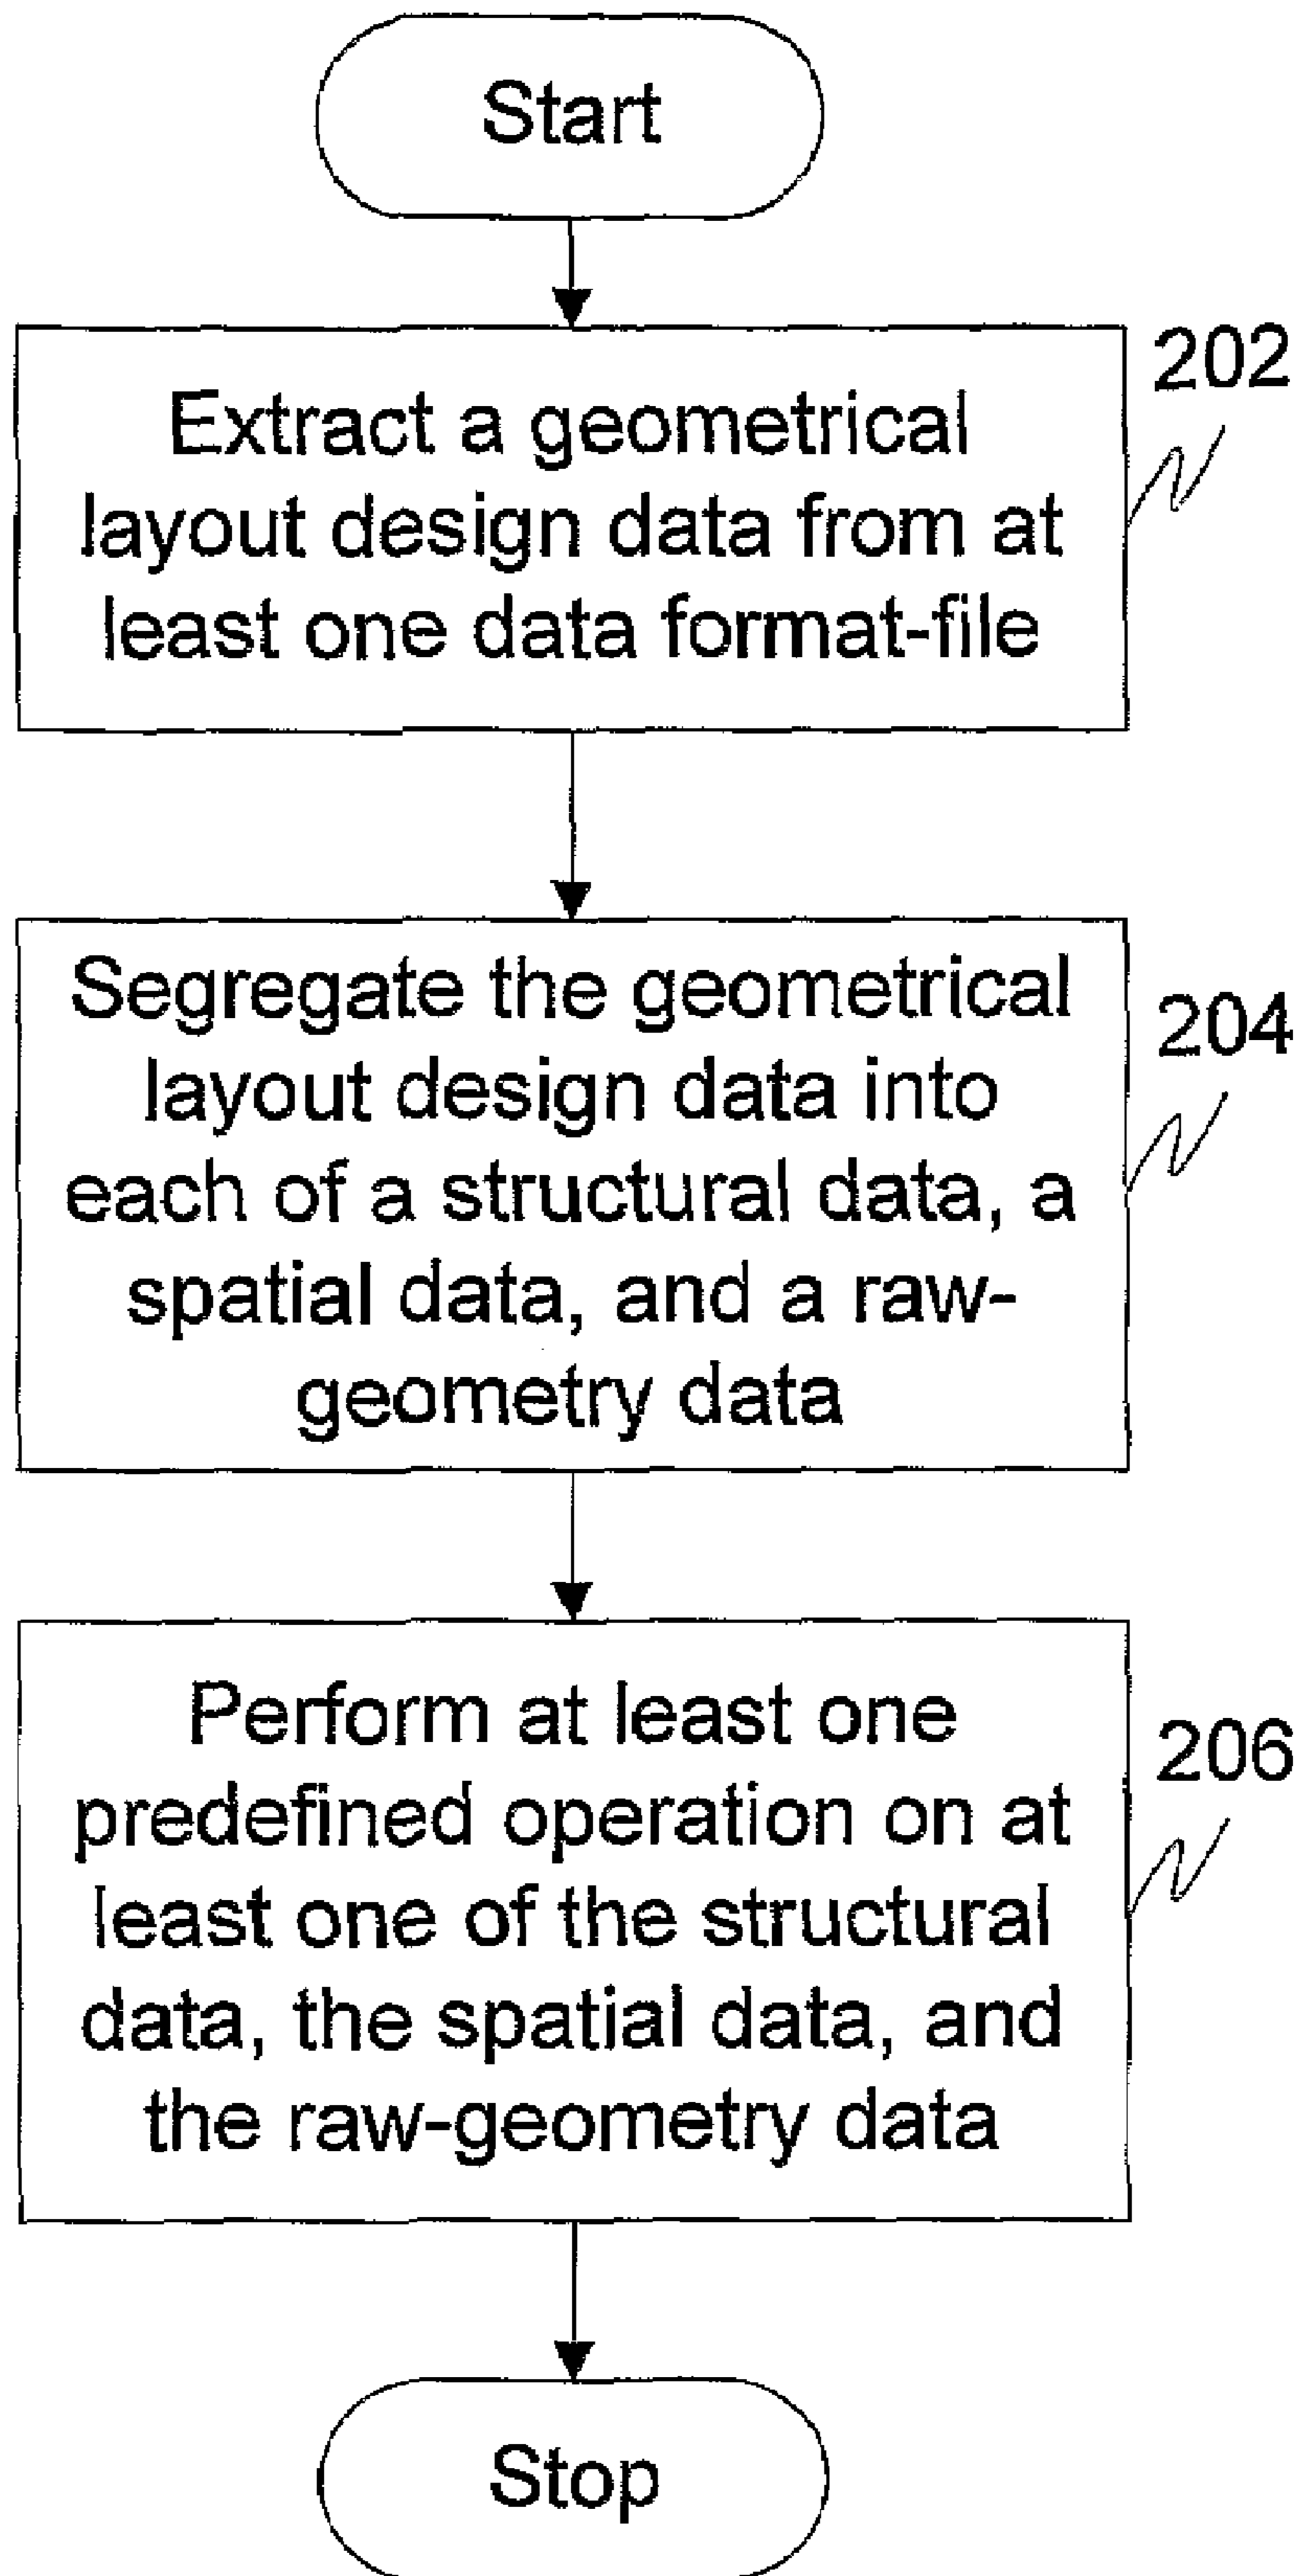 Start
202
Extract a geometrical
layout design data from at
least one data format-file
Segregate the geometrical
204
layout design data into
each of a structural data, a
spatial data, and a raw-
geometry data
Perform at least one
206
predefined operation on at
least one of the structural
data, the spatial data, and
the raw-geometry data
Stop